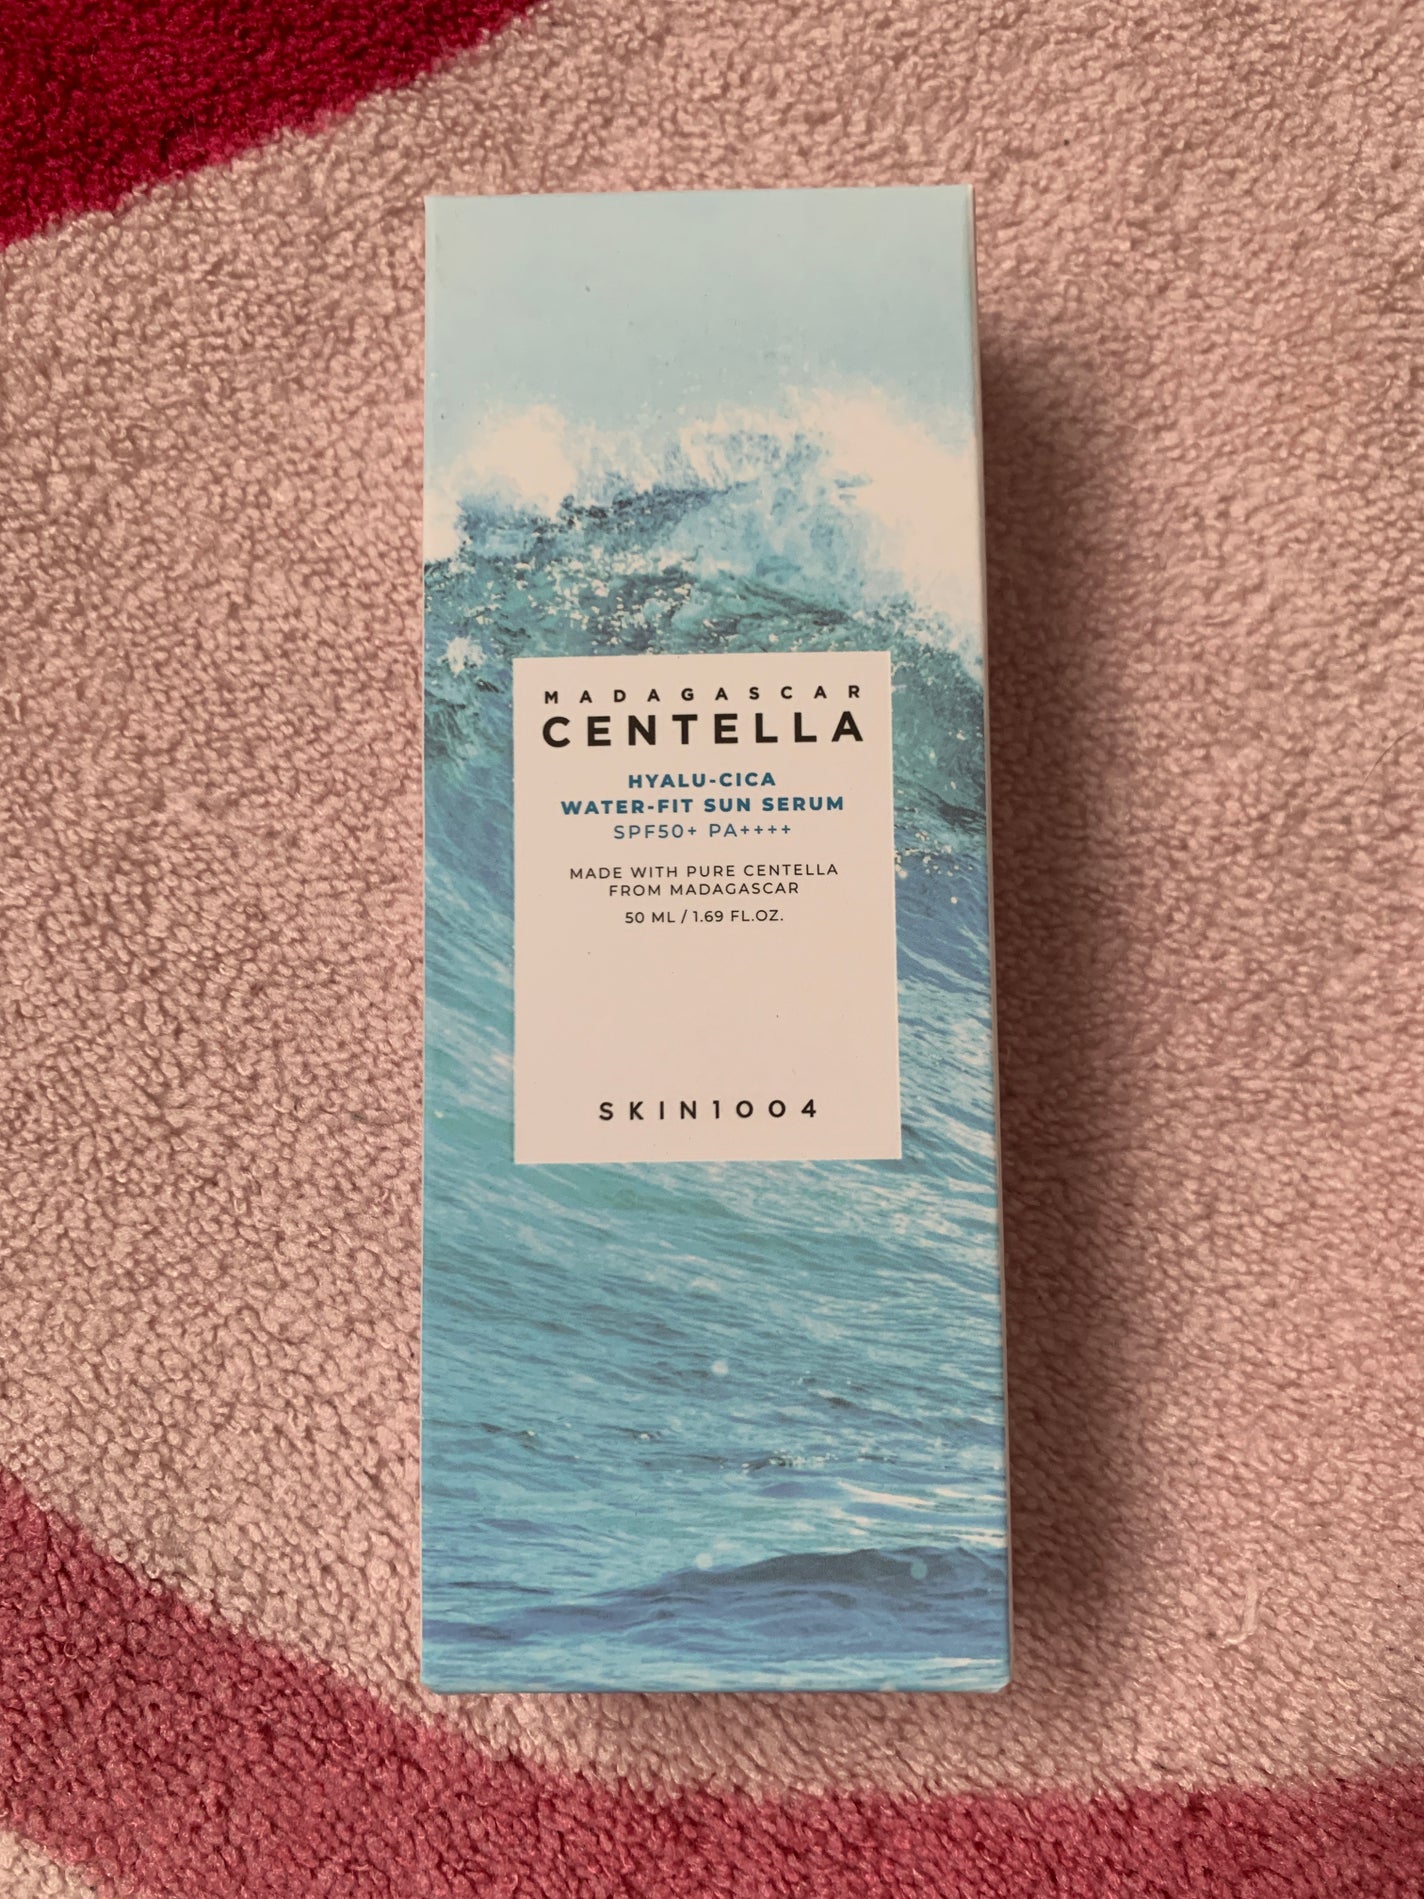 MADAGASCAR
CENTELLA
HYALU-CICA
WATER-FIT SUN SERUM
SPF50+ PA++++
MADE WITH PURE CENTELLA
FROM MADAGASCAR
50 ML / 1.69 FL.OZ.
SKIN1004